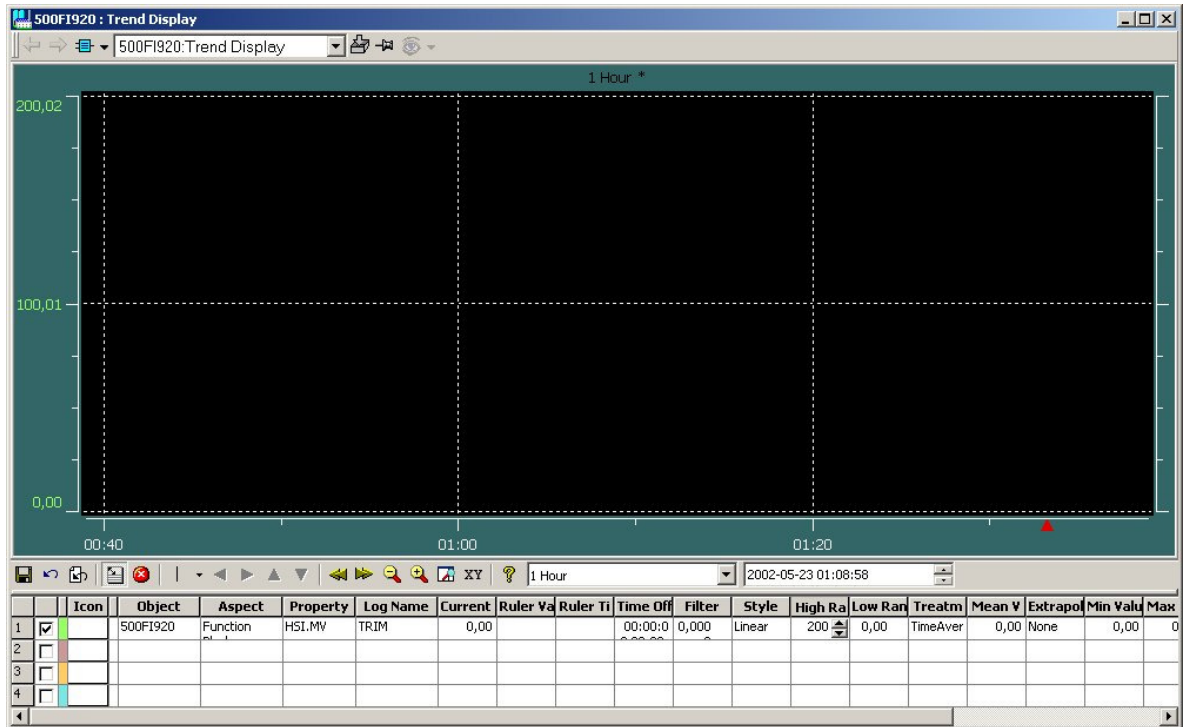 500FI920 : Trend Display
500FI920:Trend Display
1 Hour *
200,02
100,01
0,00
00:40 01:00 01:20
XY 1 Hour 2002-05-23 01:08:58
Icon Object Aspect Property Log Name Current Ruler Va Ruler Ti Time Off Filter Style High Ra Low Ran Treatm Mean V Extrapol Min Valu Max
1 500FI920 Function HSI.MV TRIM 0,00 00:00:0 0,000 Linear 200 0,00 TimeAver 0,00 None 0,00 0
2
3
4